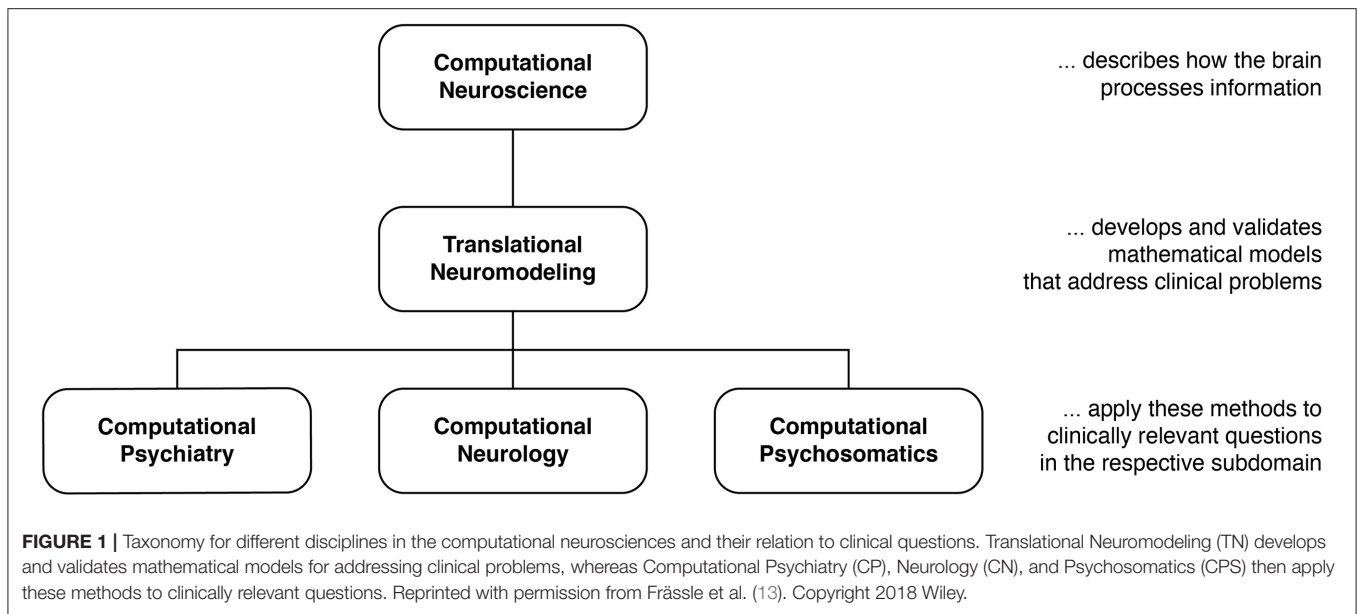 Computational
Neuroscience
... describes how the brain
processes information
Translational
Neuromodeling
... develops and validates
mathematical models
that address clinical problems
Computational
Psychiatry
Computational
Neurology
Computational
Psychosomatics
... apply these methods to
clinically relevant questions
in the respective subdomain
FIGURE 1 | Taxonomy for different disciplines in the computational neurosciences and their relation to clinical questions. Translational Neuromodeling (TN) develops
and validates mathematical models for addressing clinical problems, whereas Computational Psychiatry (CP), Neurology (CN), and Psychosomatics (CPS) then apply
these methods to clinically relevant questions. Reprinted with permission from Frässle et al. (13). Copyright 2018 Wiley.